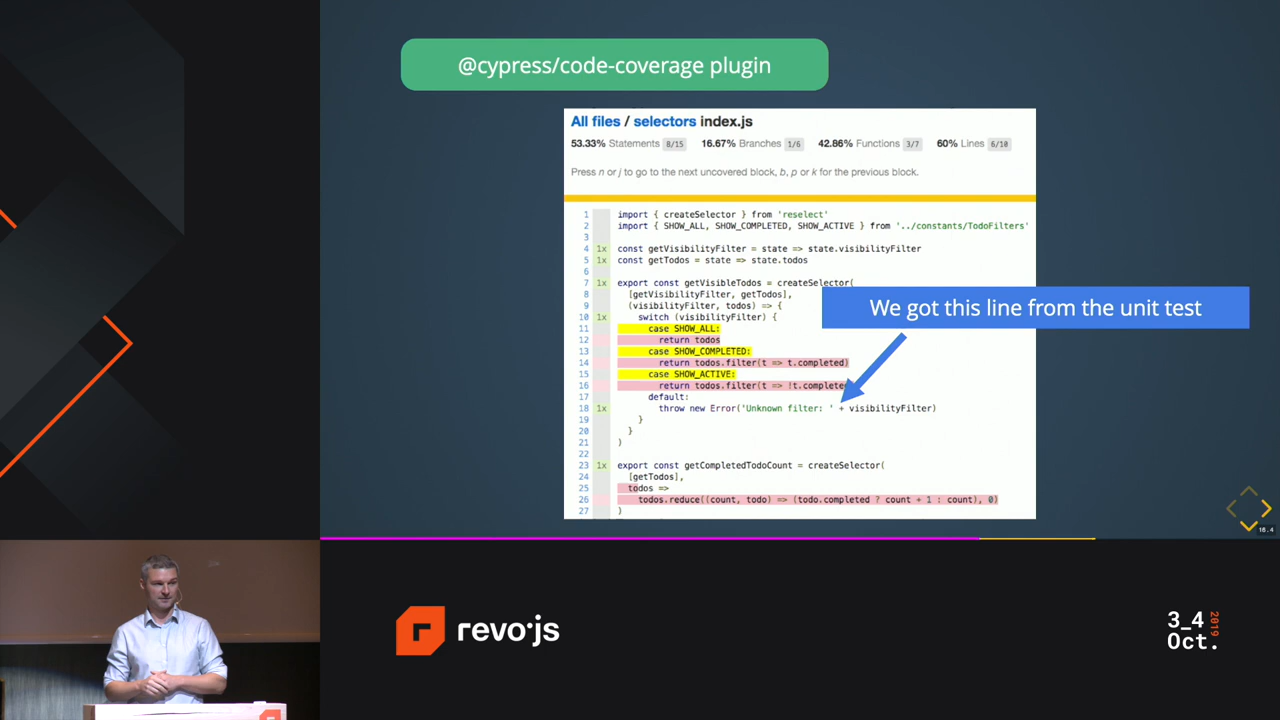 @cypress/code-coverage plugin
All files / selectors index.js
53.33% Statements 8/15 16.67% Branches 1/6 42.86% Functions 3/7 60% Lines 6/10
Press n or j to go to the next uncovered block, b, p or k for the previous block.
1 import { createSelector } from 'reselect'
2 import { SHOW_ALL, SHOW_COMPLETED, SHOW_ACTIVE } from '../constants/TodoFilters'
3
4 1x const getVisibilityFilter = state => state.visibilityFilter
5 1x const getTodos = state => state.todos
6
7 1x export const getVisibleTodos = createSelector(
8 [getVisibilityFilter, getTodos],
9 (visibilityFilter, todos) => {
10 1x switch (visibilityFilter) {
11 case SHOW_ALL:
12 return todos
13 case SHOW_COMPLETED:
14 return todos.filter(t => t.completed)
15 case SHOW_ACTIVE:
16 return todos.filter(t => !t.complete
17 default:
18 1x throw new Error('Unknown filter: ' + visibilityFilter)
19 }
20 }
21 )
22
23 1x export const getCompletedTodoCount = createSelector(
24 [getTodos],
25 todos =>
26 todos.reduce((count, todo) => (todo.completed ? count + 1 : count), 0)
27 )
We got this line from the unit test
16.4
r revo·js
3_4 2019
Oct.